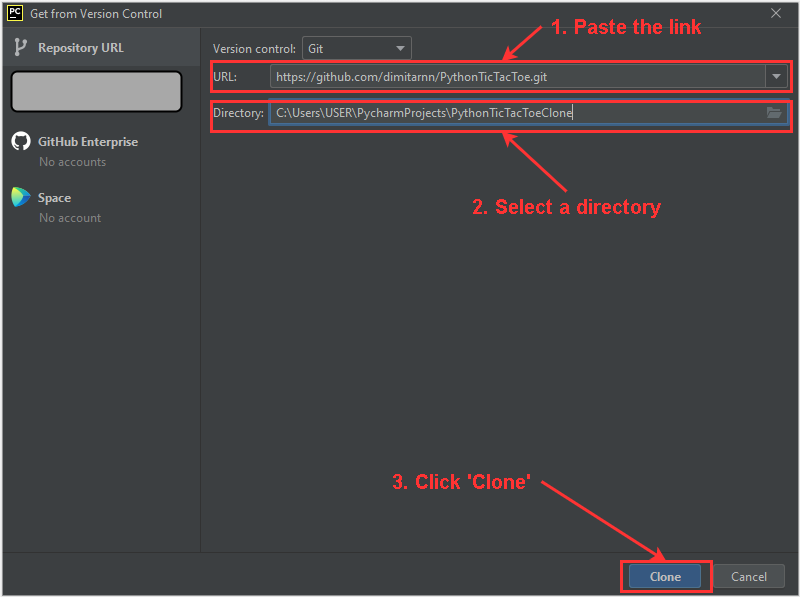 PC Get from Version Control
Repository URL
GitHub Enterprise
No accounts
Space
No account
Version control: Git
1. Paste the link
URL: https://github.com/dimitarnn/PythonTicTacToe.git
Directory: C:\Users\USER\PycharmProjects\PythonTicTacToeClone
2. Select a directory
3. Click 'Clone'
Clone Cancel